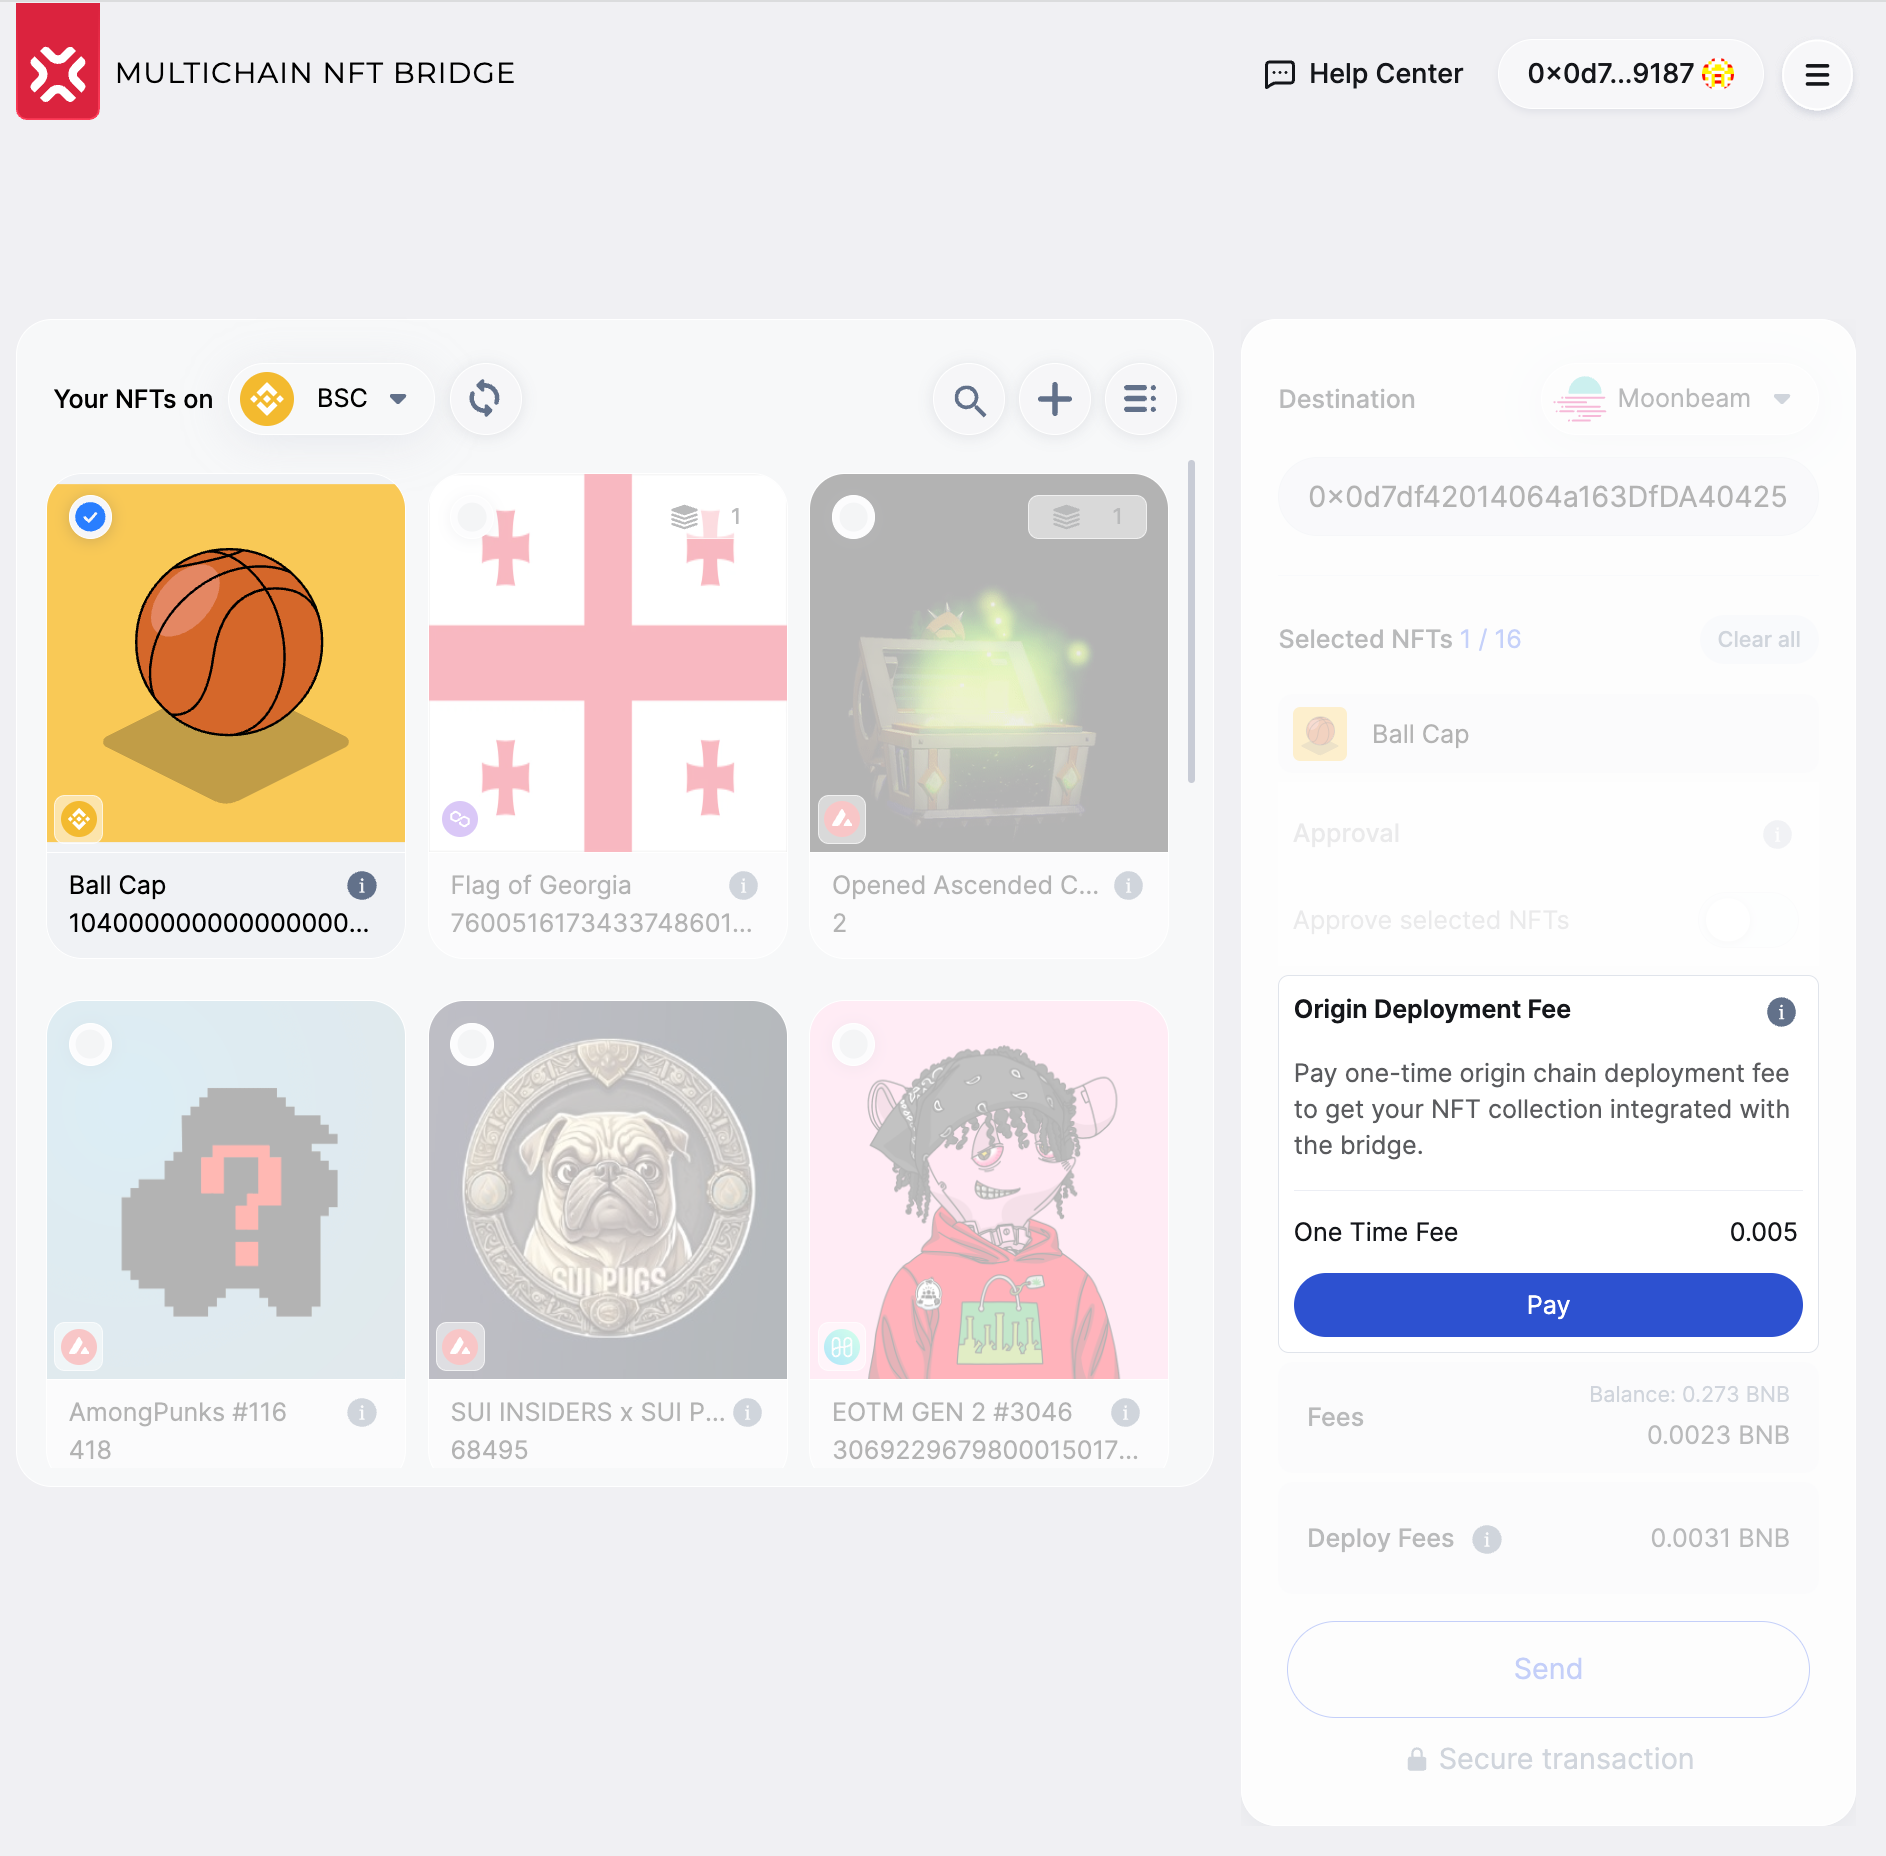 MULTICHAIN NFT BRIDGE
Help Center
0×0d7...9187
Your NFTs on
BSC
1
1
Ball Cap
104000000000000000...
Flag of Georgia
7600516173433748601...
Opened Ascended C...
2
SUI PUGS
AmongPunks #116
418
SUI INSIDERS x SUI P...
68495
EOTM GEN 2 #3046
3069229679800015017...
Destination
Moonbeam
0×0d7df42014064a163DfDA40425
Selected NFTs 1 / 16
Clear all
Ball Cap
Approval
Approve selected NFTs
Origin Deployment Fee
Pay one-time origin chain deployment fee
to get your NFT collection integrated with
the bridge.
One Time Fee
0.005
Pay
Balance: 0.273 BNB
Fees
0.0023 BNB
Deploy Fees
0.0031 BNB
Send
Secure transaction